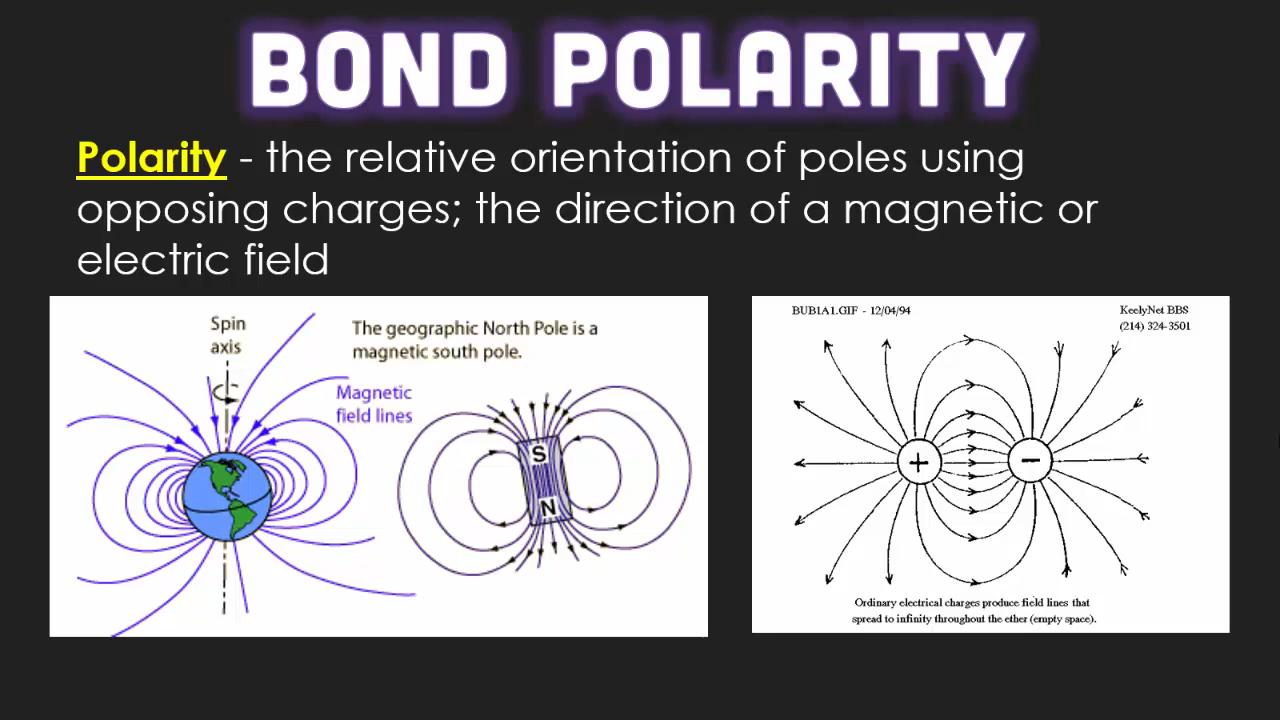 BOND POLARITY
Polarity - the relative orientation of poles using
opposing charges; the direction of a magnetic or
electric field
Spin
axis
The geographic North Pole is a
magnetic south pole.
Magnetic
field lines
S
N
BUB1A1.GIF - 12/04/94
KeelyNet BBS
(214) 324-3501
+
−
Ordinary electrical charges produce field lines that
spread to infinity throughout the ether (empty space).